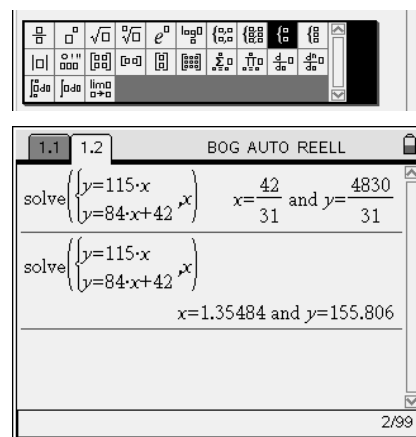 1.1 1.2 BOG AUTO REELL
solve({y=115·x
y=84·x+42 ,x) x=42/31 and y=4830/31
solve({y=115·x
y=84·x+42 ,x)
x=1.35484 and y=155.806
2/99